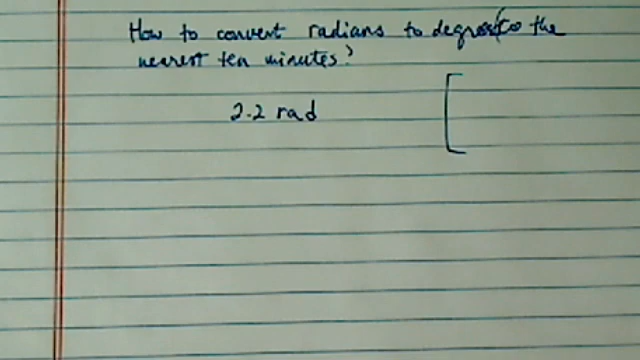 How to convert radians to degrees (to the
nearest ten minutes?
2.2 rad